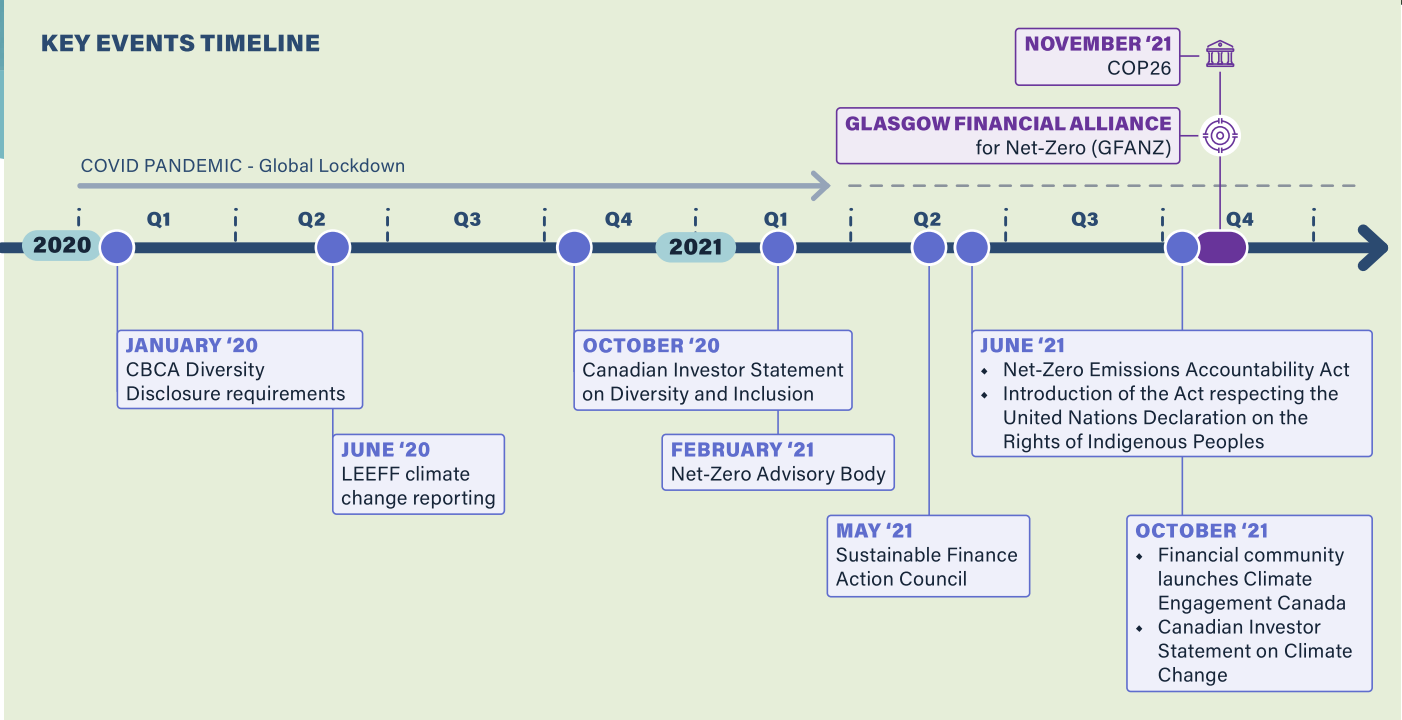 KEY EVENTS TIMELINE
NOVEMBER ‘21
COP26
GLASGOW FINANCIAL ALLIANCE
for Net-Zero (GFANZ)
COVID PANDEMIC - Global Lockdown
Q1 Q2 Q3 Q4 Q1 Q2 Q3 Q4
2020 2021
JANUARY ‘20
CBCA Diversity
Disclosure requirements
JUNE ‘20
LEEFF climate
change reporting
OCTOBER ‘20
Canadian Investor Statement
on Diversity and Inclusion
FEBRUARY ‘21
Net-Zero Advisory Body
MAY ‘21
Sustainable Finance
Action Council
JUNE ‘21
• Net-Zero Emissions Accountability Act
• Introduction of the Act respecting the
United Nations Declaration on the
Rights of Indigenous Peoples
OCTOBER ‘21
• Financial community
launches Climate
Engagement Canada
• Canadian Investor
Statement on Climate
Change